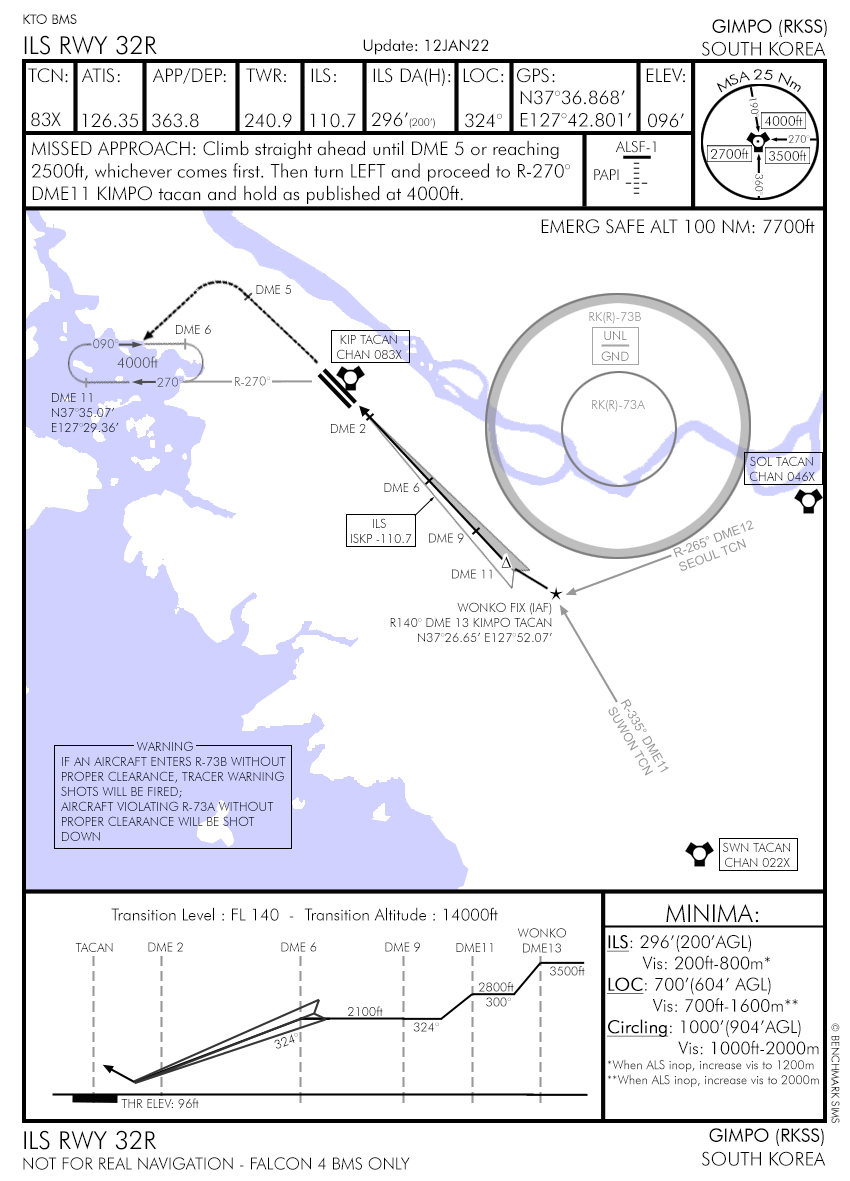 KTO BMS
ILS RWY 32R
Update: 12JAN22
GIMPO (RKSS)
SOUTH KOREA
TCN: ATIS: APP/DEP: TWR: ILS: ILS DA(H): LOC: GPS: ELEV:
N37°36.868'
83X 126.35 363.8 240.9 110.7 296'(200') 324° E127°42.801' 096'
MSA 25 Nm
190°
4000ft
270°
2700ft 3500ft
360°
MISSED APPROACH: Climb straight ahead until DME 5 or reaching
2500ft, whichever comes first. Then turn LEFT and proceed to R-270°
DME11 KIMPO tacan and hold as published at 4000ft.
ALSF-1
PAPI
EMERG SAFE ALT 100 NM: 7700ft
DME 5
DME 6
090°
4000ft
270°
R-270°
DME 11
N37°35.07'
E127°29.36'
KIP TACAN
CHAN 083X
RK(R)-73B
UNL
GND
RK(R)-73A
DME 2
DME 6
ILS
ISKP -110.7
DME 9
DME 11
SOL TACAN
CHAN 046X
R-265° DME12
SEOUL TCN
WONKO FIX (IAF)
R140° DME 13 KIMPO TACAN
N37°26.65' E127°52.07'
R-335° DME11
SUWON TCN
WARNING
IF AN AIRCRAFT ENTERS R-73B WITHOUT
PROPER CLEARANCE, TRACER WARNING
SHOTS WILL BE FIRED;
AIRCRAFT VIOLATING R-73A WITHOUT
PROPER CLEARANCE WILL BE SHOT
DOWN
SWN TACAN
CHAN 022X
Transition Level : FL 140 - Transition Altitude : 14000ft
TACAN DME 2 DME 6 DME 9 DME11 WONKO
DME13
3500ft
2800ft
300°
2100ft
324°
324°
THR ELEV: 96ft
MINIMA:
ILS: 296'(200'AGL)
Vis: 200ft-800m*
LOC: 700'(604' AGL)
Vis: 700ft-1600m**
Circling: 1000'(904'AGL)
Vis: 1000ft-2000m
*When ALS inop, increase vis to 1200m
**When ALS inop, increase vis to 2000m
© BENCHMARK SIMS
ILS RWY 32R
NOT FOR REAL NAVIGATION - FALCON 4 BMS ONLY
GIMPO (RKSS)
SOUTH KOREA